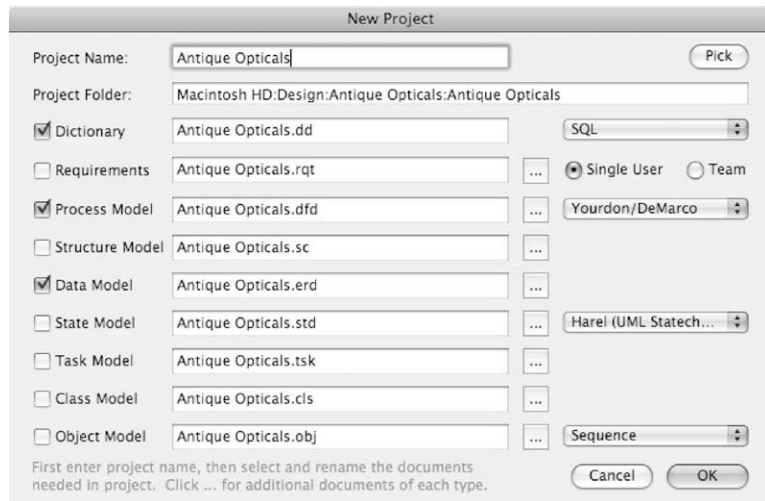 New Project
Project Name: Antique Opticals Pick
Project Folder: Macintosh HD:Design:Antique Opticals:Antique Opticals
Dictionary Antique Opticals.dd SQL
Requirements Antique Opticals.rqt ... Single User Team
Process Model Antique Opticals.dfd ... Yourdon/DeMarco
Structure Model Antique Opticals.sc ...
Data Model Antique Opticals.erd ...
State Model Antique Opticals.std ... Harel (UML Statech...
Task Model Antique Opticals.tsk ...
Class Model Antique Opticals.cls ...
Object Model Antique Opticals.obj ... Sequence
First enter project name, then select and rename the documents
needed in project. Click ... for additional documents of each type.
Cancel OK